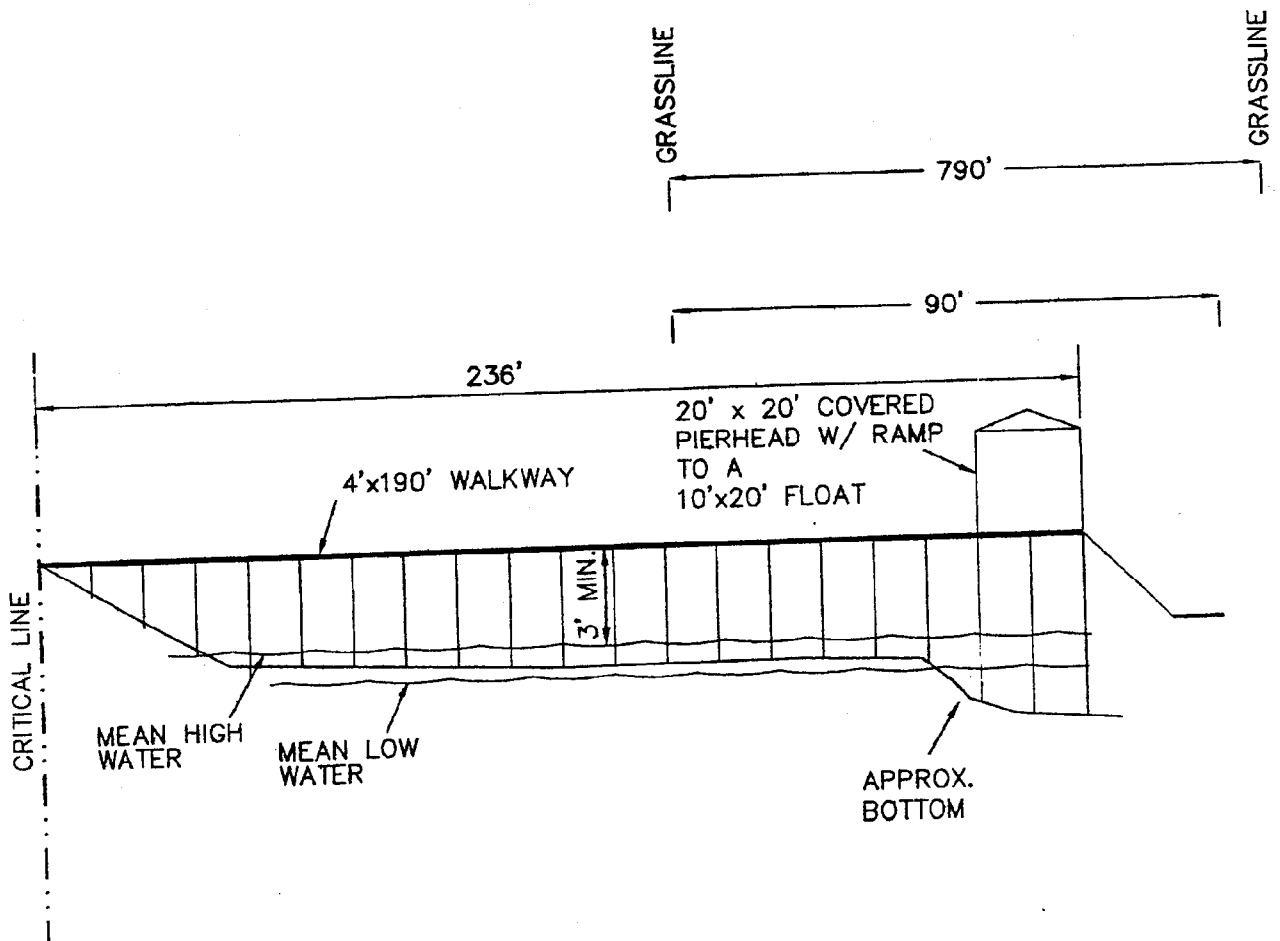 GRASSLINE
GRASSLINE
790'
90'
236'
20' x 20' COVERED
PIERHEAD W/ RAMP
TO A
10'x20' FLOAT
4'x190' WALKWAY
3' MIN.
CRITICAL LINE
MEAN HIGH
WATER
MEAN LOW
WATER
APPROX.
BOTTOM